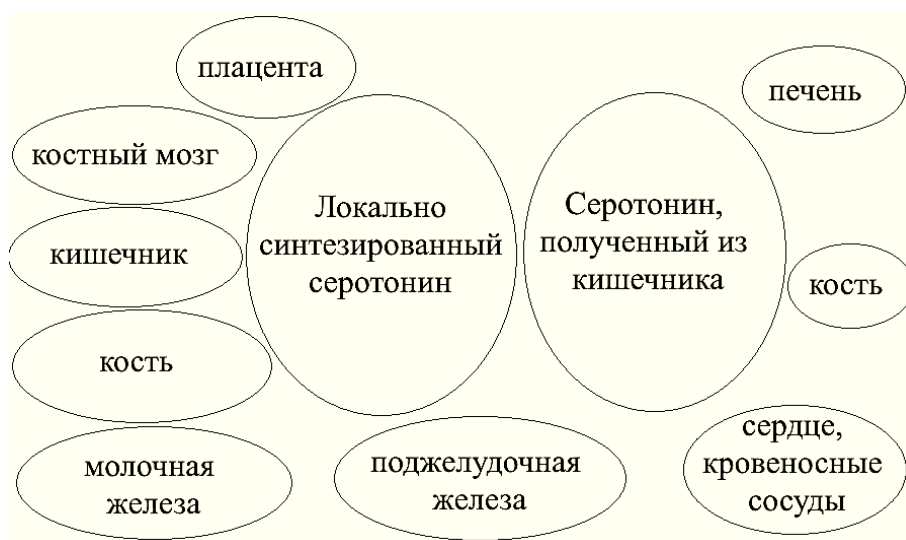 плацента
печень
костный мозг
Локально
синтезированный
серотонин
Серотонин,
полученный из
кишечника
кишечник
кость
кость
молочная
железа
поджелудочная
железа
сердце,
кровеносные
сосуды